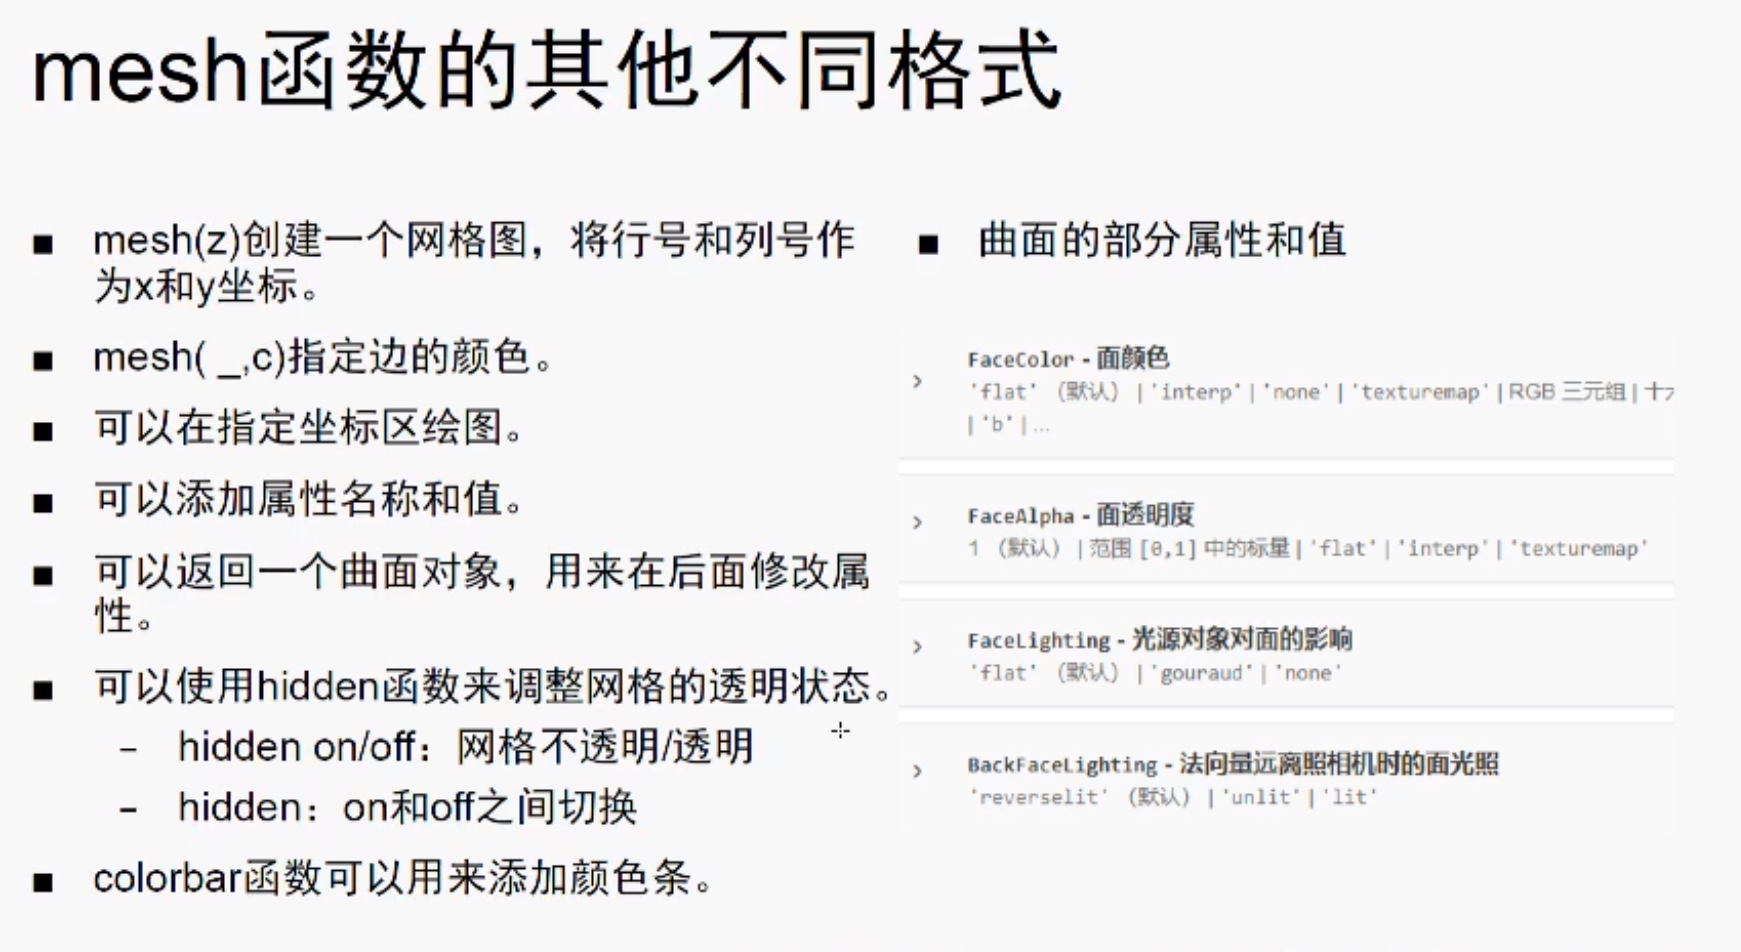 mesh函数的其他不同格式
■ mesh(z)创建一个网格图，将行号和列号作
为x和y坐标。
■ mesh( _,c)指定边的颜色。
■ 可以在指定坐标区绘图。
■ 可以添加属性名称和值。
■ 可以返回一个曲面对象，用来在后面修改属
性。
■ 可以使用hidden函数来调整网格的透明状态。
– hidden on/off：网格不透明/透明
– hidden：on和off之间切换
■ colorbar函数可以用来添加颜色条。
■ 曲面的部分属性和值
FaceColor - 面颜色
'flat' （默认） | 'interp' | 'none' | 'texturemap' | RGB 三元组 |
| 'b' | ...
FaceAlpha - 面透明度
1 （默认） | 范围 [0,1] 中的标量 | 'flat' | 'interp' | 'texturemap'
FaceLighting - 光源对象对面的影响
'flat' （默认） | 'gouraud' | 'none'
BackFaceLighting - 法向量远离照相机时的面光照
'reverselit' （默认） | 'unlit' | 'lit'